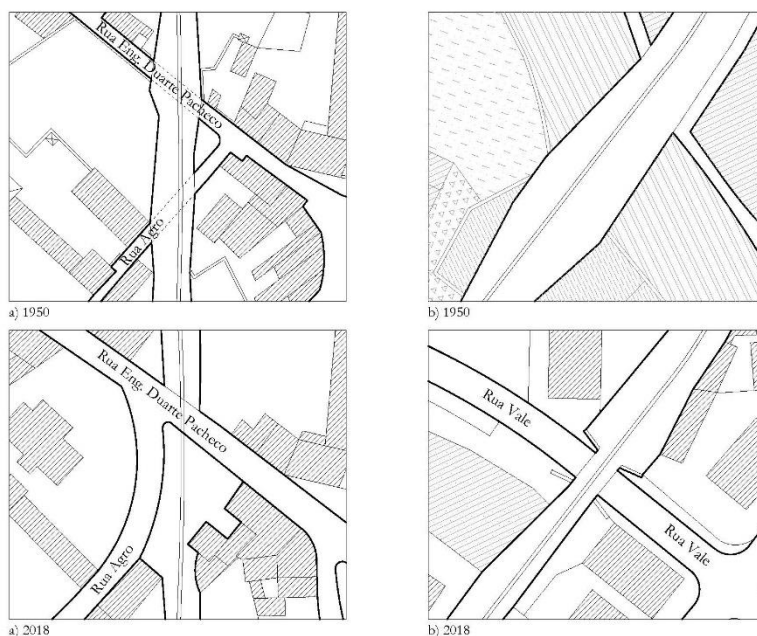 Rua Eng. Duarte Pacheco
Rua Agro
a) 1950
b) 1950
Rua Eng. Duarte Pacheco
Rua Agro
a) 2018
Rua Vale
Rua Vale
b) 2018